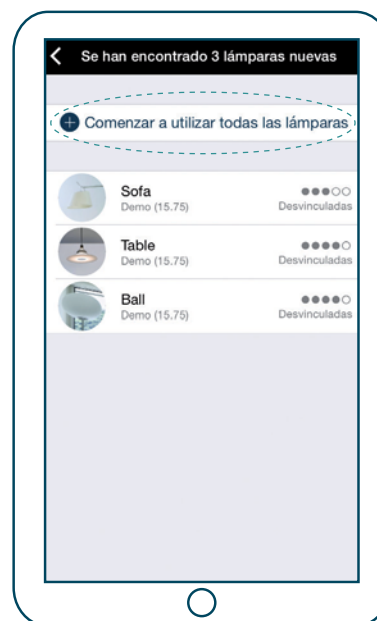 Se han encontrado 3 lámparas nuevas
Comenzar a utilizar todas las lámparas
Sofa
Demo (15.75)
Desvinculadas
Table
Demo (15.75)
Desvinculadas
Ball
Demo (15.75)
Desvinculadas